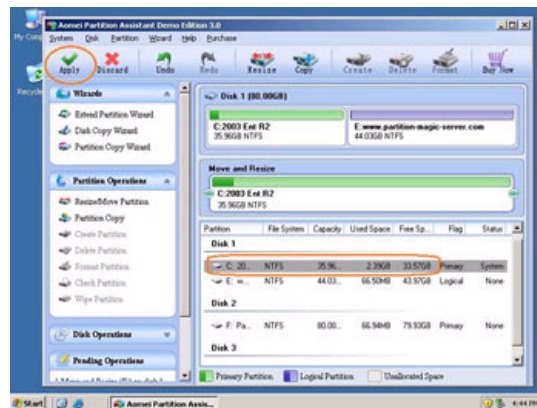 Aomei Partition Assistant Demo Edition 3.0
My Comp
System Disk Partition Wizard Help Purchase
Apply Discard Undo Redo Resize Copy Create Delete Format Buy Now
Recycle
Wizards
Extend Partition Wizard
Disk Copy Wizard
Partition Copy Wizard
Partition Operations
Resize/Move Partition
Partition Copy
Create Partition
Delete Partition
Format Partition
Check Partition
Wipe Partition
Disk Operations
Pending Operations
Disk 1 (80.00GB)
C:2003 Ent R2
35.96GB NTFS
E:www.partition-magic-server.com
44.03GB NTFS
Move and Resize
C:2003 Ent R2
35.96GB NTFS
Partition File System Capacity Used Space Free Sp... Flag Status
Disk 1
C: 20... NTFS 35.96... 2.39GB 33.57GB Primary System
E: w... NTFS 44.03... 66.50MB 43.97GB Logical None
Disk 2
F: Pa... NTFS 80.00... 66.94MB 79.93GB Primary None
Disk 3
Primary Partition Logical Partition Unallocated Space
Start Aomei Partition Assis... 4:44 PM